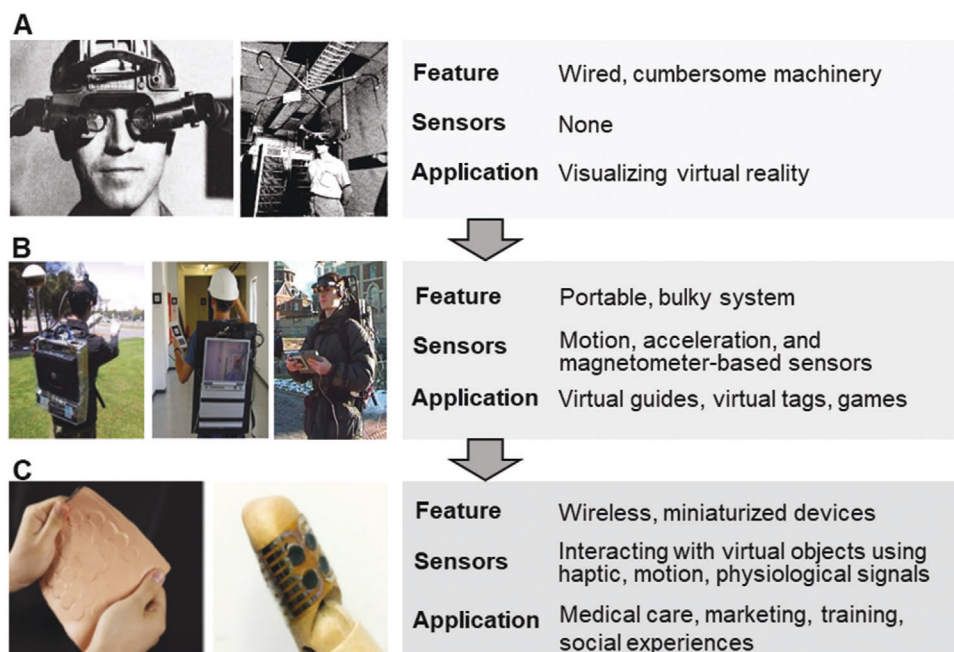 A
Feature Wired, cumbersome machinery
Sensors None
Application Visualizing virtual reality
B
Feature Portable, bulky system
Sensors Motion, acceleration, and
magnetometer-based sensors
Application Virtual guides, virtual tags, games
C
Feature Wireless, miniaturized devices
Sensors Interacting with virtual objects using
haptic, motion, physiological signals
Application Medical care, marketing, training,
social experiences